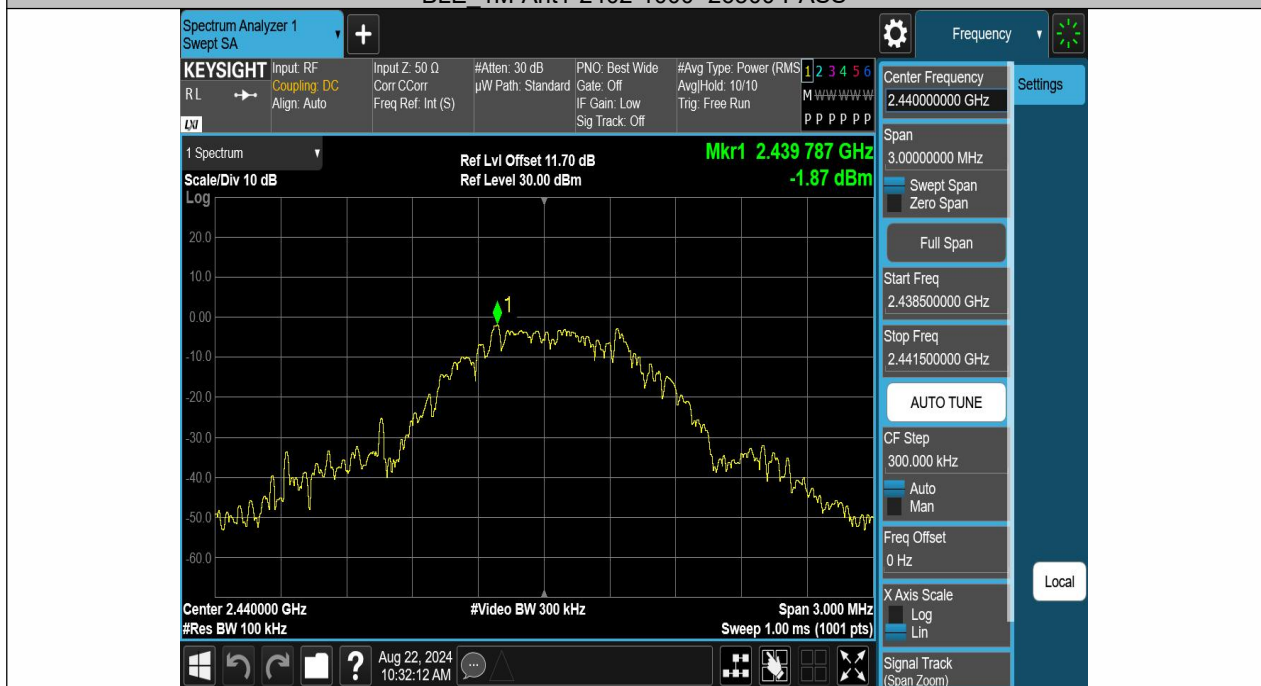 Spectrum Analyzer 1
Swept SA
Frequency
KEYSIGHT
RL
LXI
Input: RF
Coupling: DC
Align: Auto
Input Z: 50 Ω
Corr CCorr
Freq Ref: Int (S)
#Atten: 30 dB
µW Path: Standard
PNO: Best Wide
Gate: Off
IF Gain: Low
Sig Track: Off
#Avg Type: Power (RMS
Avg|Hold: 10/10
Trig: Free Run
1 2 3 4 5 6
M W W W W W
P P P P P P
1 Spectrum
Scale/Div 10 dB
Ref Lvl Offset 11.70 dB
Ref Level 30.00 dBm
Mkr1 2.439 787 GHz
-1.87 dBm
Log
20.0
10.0
0.00
-10.0
-20.0
-30.0
-40.0
-50.0
-60.0
1
Center 2.440000 GHz
#Res BW 100 kHz
#Video BW 300 kHz
Span 3.000 MHz
Sweep 1.00 ms (1001 pts)
Center Frequency
2.440000000 GHz
Settings
Span
3.00000000 MHz
Swept Span
Zero Span
Full Span
Start Freq
2.438500000 GHz
Stop Freq
2.441500000 GHz
AUTO TUNE
CF Step
300.000 kHz
Auto
Man
Freq Offset
0 Hz
X Axis Scale
Log
Lin
Local
Signal Track
(Span Zoom)
?
Aug 22, 2024
10:32:12 AM